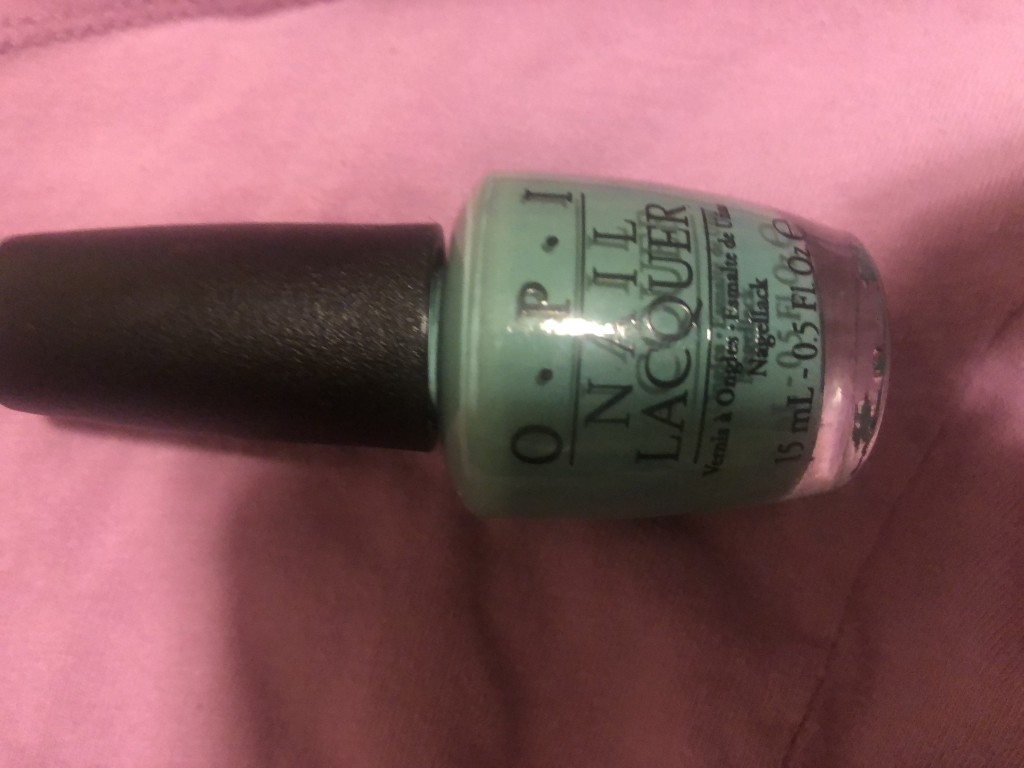 O • P • I
NAIL
LACQUER
Vernis à Ongles : Esmalte de Uñas
Nagellack
15 mL - 0.5 Fl Oz ℮